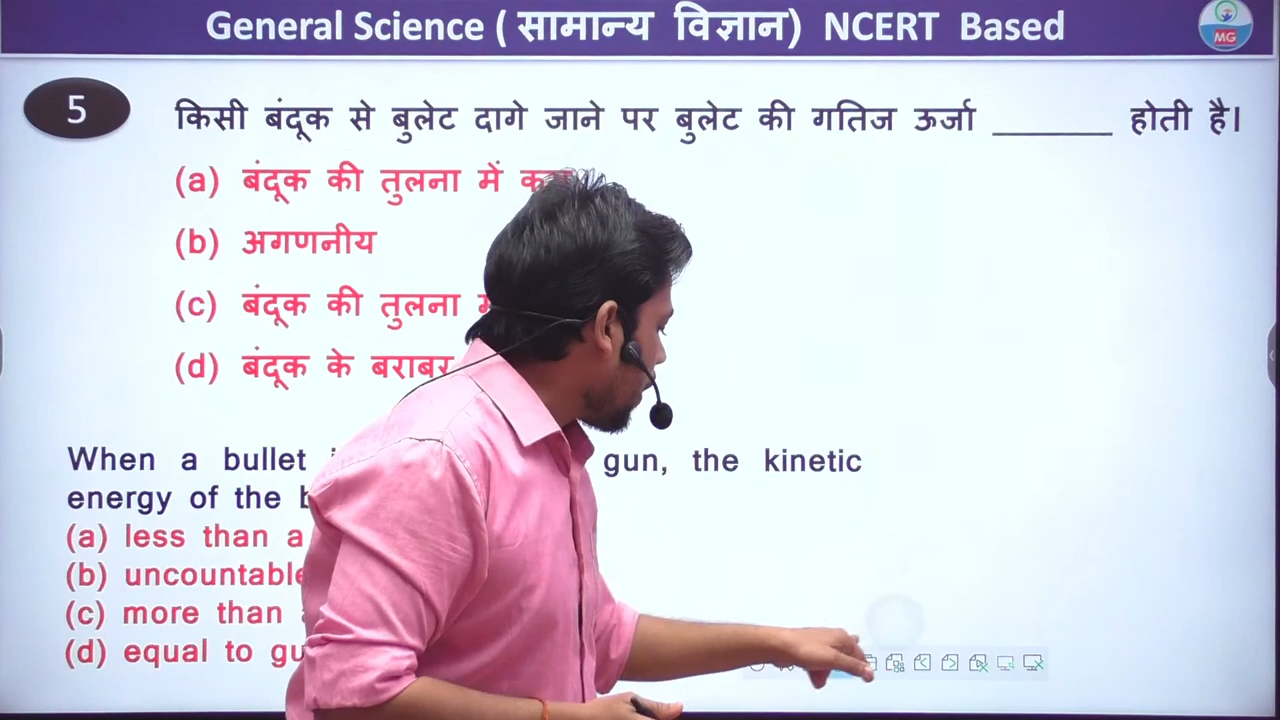 General Science ( सामान्य विज्ञान) NCERT Based
MG
5
किसी बंदूक से बुलेट दागे जाने पर बुलेट की गतिज ऊर्जा ________ होती है।
(a) बंदूक की तुलना में
(b) अगणनीय
(c) बंदूक की तुलना
(d) बंदूक के बराबर
When a bullet gun, the kinetic
energy of the
(a) less than a
(b) uncountable
(c) more than
(d) equal to